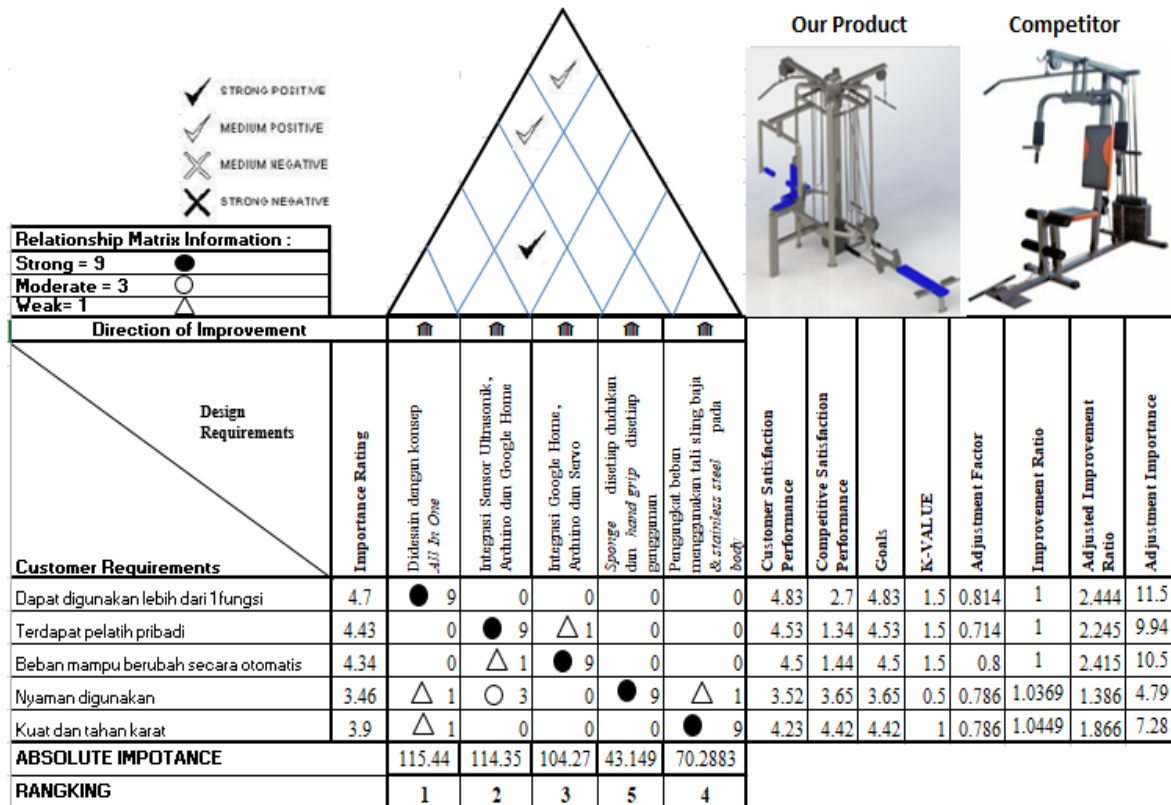 Our Product
Competitor
STRONG POSITIVE
MEDIUM POSITIVE
MEDIUM NEGATIVE
STRONG NEGATIVE
Relationship Matrix Information :
Strong = 9
Moderate = 3
Weak= 1
Direction of Improvement
Design
Requirements
Customer Requirements
Importance Rating
Didesain dengan konsep
All In One
Integrasi Sensor Ultrasonik,
Arduino dan Google Home
Integrasi Google Home,
Arduino dan Servo
Sponge disetiap dudukan
dan hand grip disetiap
genggaman
Pengangkat beban
menggunakan tali sling baja
& stainless steel pada
body
Customer Satisfaction
Performance
Competitive Satisfaction
Performance
Goals
K-VALUE
Adjustment Factor
Improvement Ratio
Adjusted Improvement
Ratio
Adjustment Importance
Dapat digunakan lebih dari 1fungsi 4.7 9 0 0 0 0 4.83 2.7 4.83 1.5 0.814 1 2.444 11.5
Terdapat pelatih pribadi 4.43 0 9 1 0 0 4.53 1.34 4.53 1.5 0.714 1 2.245 9.94
Beban mampu berubah secara otomatis 4.34 0 1 9 0 0 4.5 1.44 4.5 1.5 0.8 1 2.415 10.5
Nyaman digunakan 3.46 1 3 0 9 1 3.52 3.65 3.65 0.5 0.786 1.0369 1.386 4.79
Kuat dan tahan karat 3.9 1 0 0 0 9 4.23 4.42 4.42 1 0.786 1.0449 1.866 7.28
ABSOLUTE IMPOTANCE 115.44 114.35 104.27 43.149 70.2883
RANGKING 1 2 3 5 4